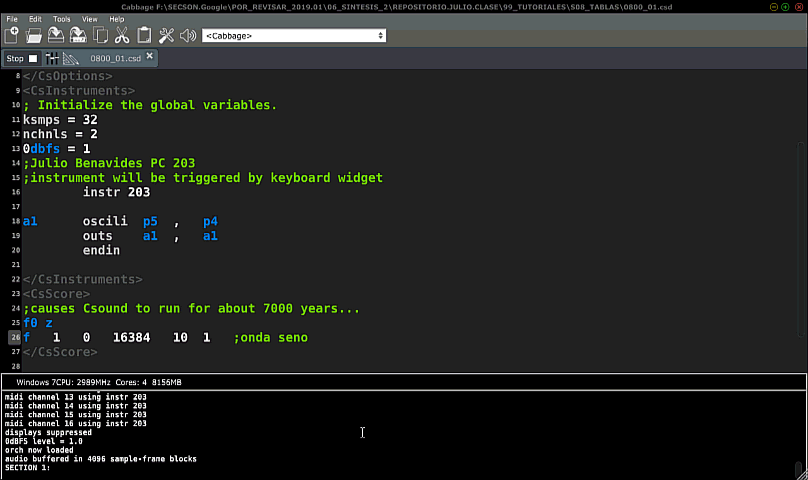 Cabbage F:\SECSON.Google\POR_REVISAR_2019.01\06_SINTESIS_2\REPOSITORIO.JULIO.CLASE\99_TUTORIALES\S08_TABLAS\0800_01.csd
File Edit Tools View Help
<Cabbage>
Stop 0800_01.csd
8 </CsOptions>
9 <CsInstruments>
10 ; Initialize the global variables.
11 ksmps = 32
12 nchnls = 2
13 0dbfs = 1
14 ;Julio Benavides PC 203
15 ;instrument will be triggered by keyboard widget
16 instr 203
17
18 a1 oscili p5 , p4
19 outs a1 , a1
20 endin
21
22 </CsInstruments>
23 <CsScore>
24 ;causes Csound to run for about 7000 years...
25 f0 z
26 f 1 0 16384 10 1 ;onda seno
27 </CsScore>
28
Windows 7CPU: 2989MHz Cores: 4 8156MB
midi channel 13 using instr 203
midi channel 14 using instr 203
midi channel 15 using instr 203
midi channel 16 using instr 203
displays suppressed
0dBFS level = 1.0
orch now loaded
audio buffered in 4096 sample-frame blocks
SECTION 1: